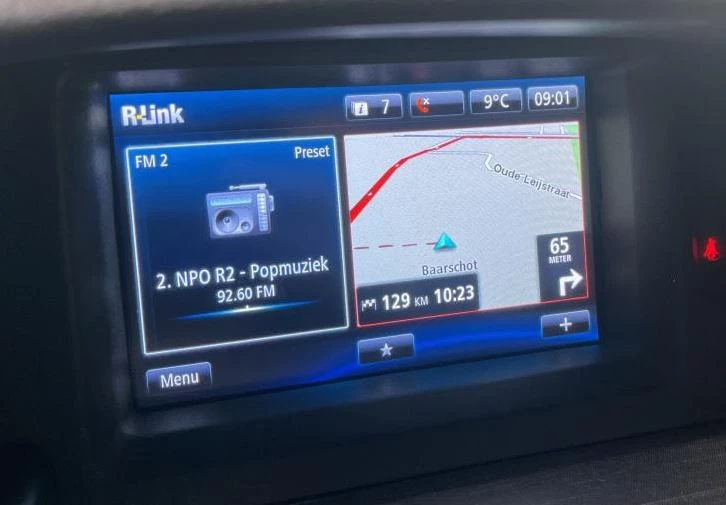 R-Link
7
9°C
09:01
FM 2
Preset
2. NPO R2 - Popmuziek
92.60 FM
Oude Leijstraat
Baarschot
65
METER
129 KM 10:23
Menu
+